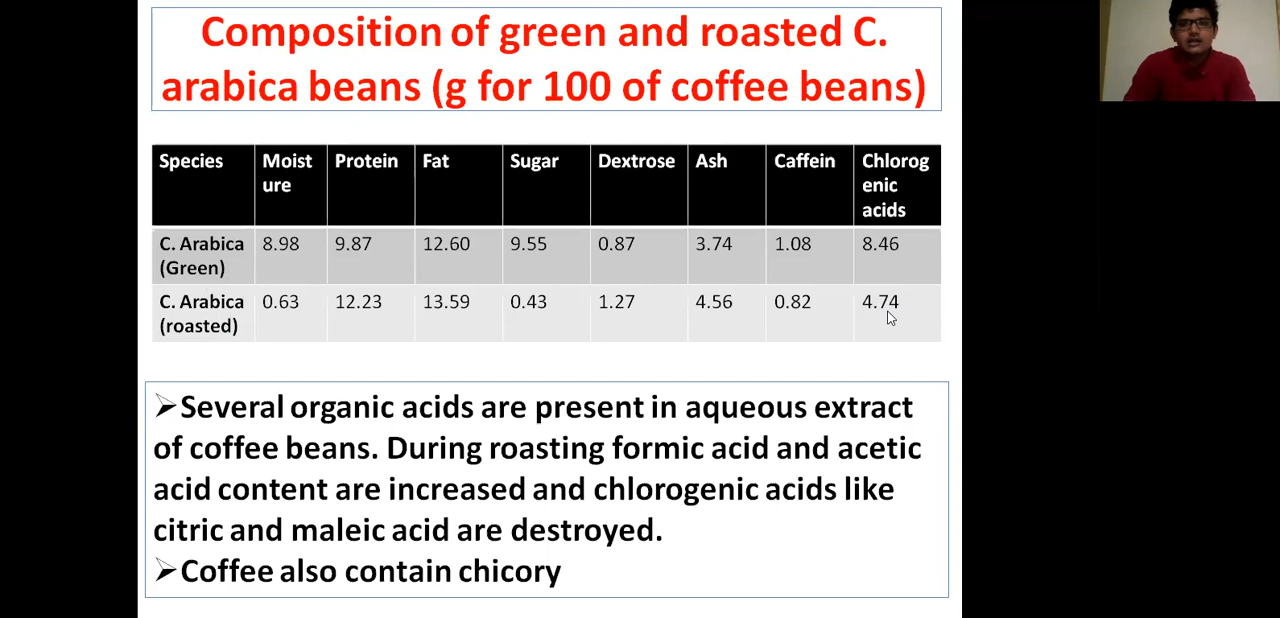 Composition of green and roasted C.
arabica beans (g for 100 of coffee beans)
Species Moist ure Protein Fat Sugar Dextrose Ash Caffein Chlorog enic acids
C. Arabica (Green) 8.98 9.87 12.60 9.55 0.87 3.74 1.08 8.46
C. Arabica (roasted) 0.63 12.23 13.59 0.43 1.27 4.56 0.82 4.74
➢Several organic acids are present in aqueous extract
of coffee beans. During roasting formic acid and acetic
acid content are increased and chlorogenic acids like
citric and maleic acid are destroyed.
➢Coffee also contain chicory